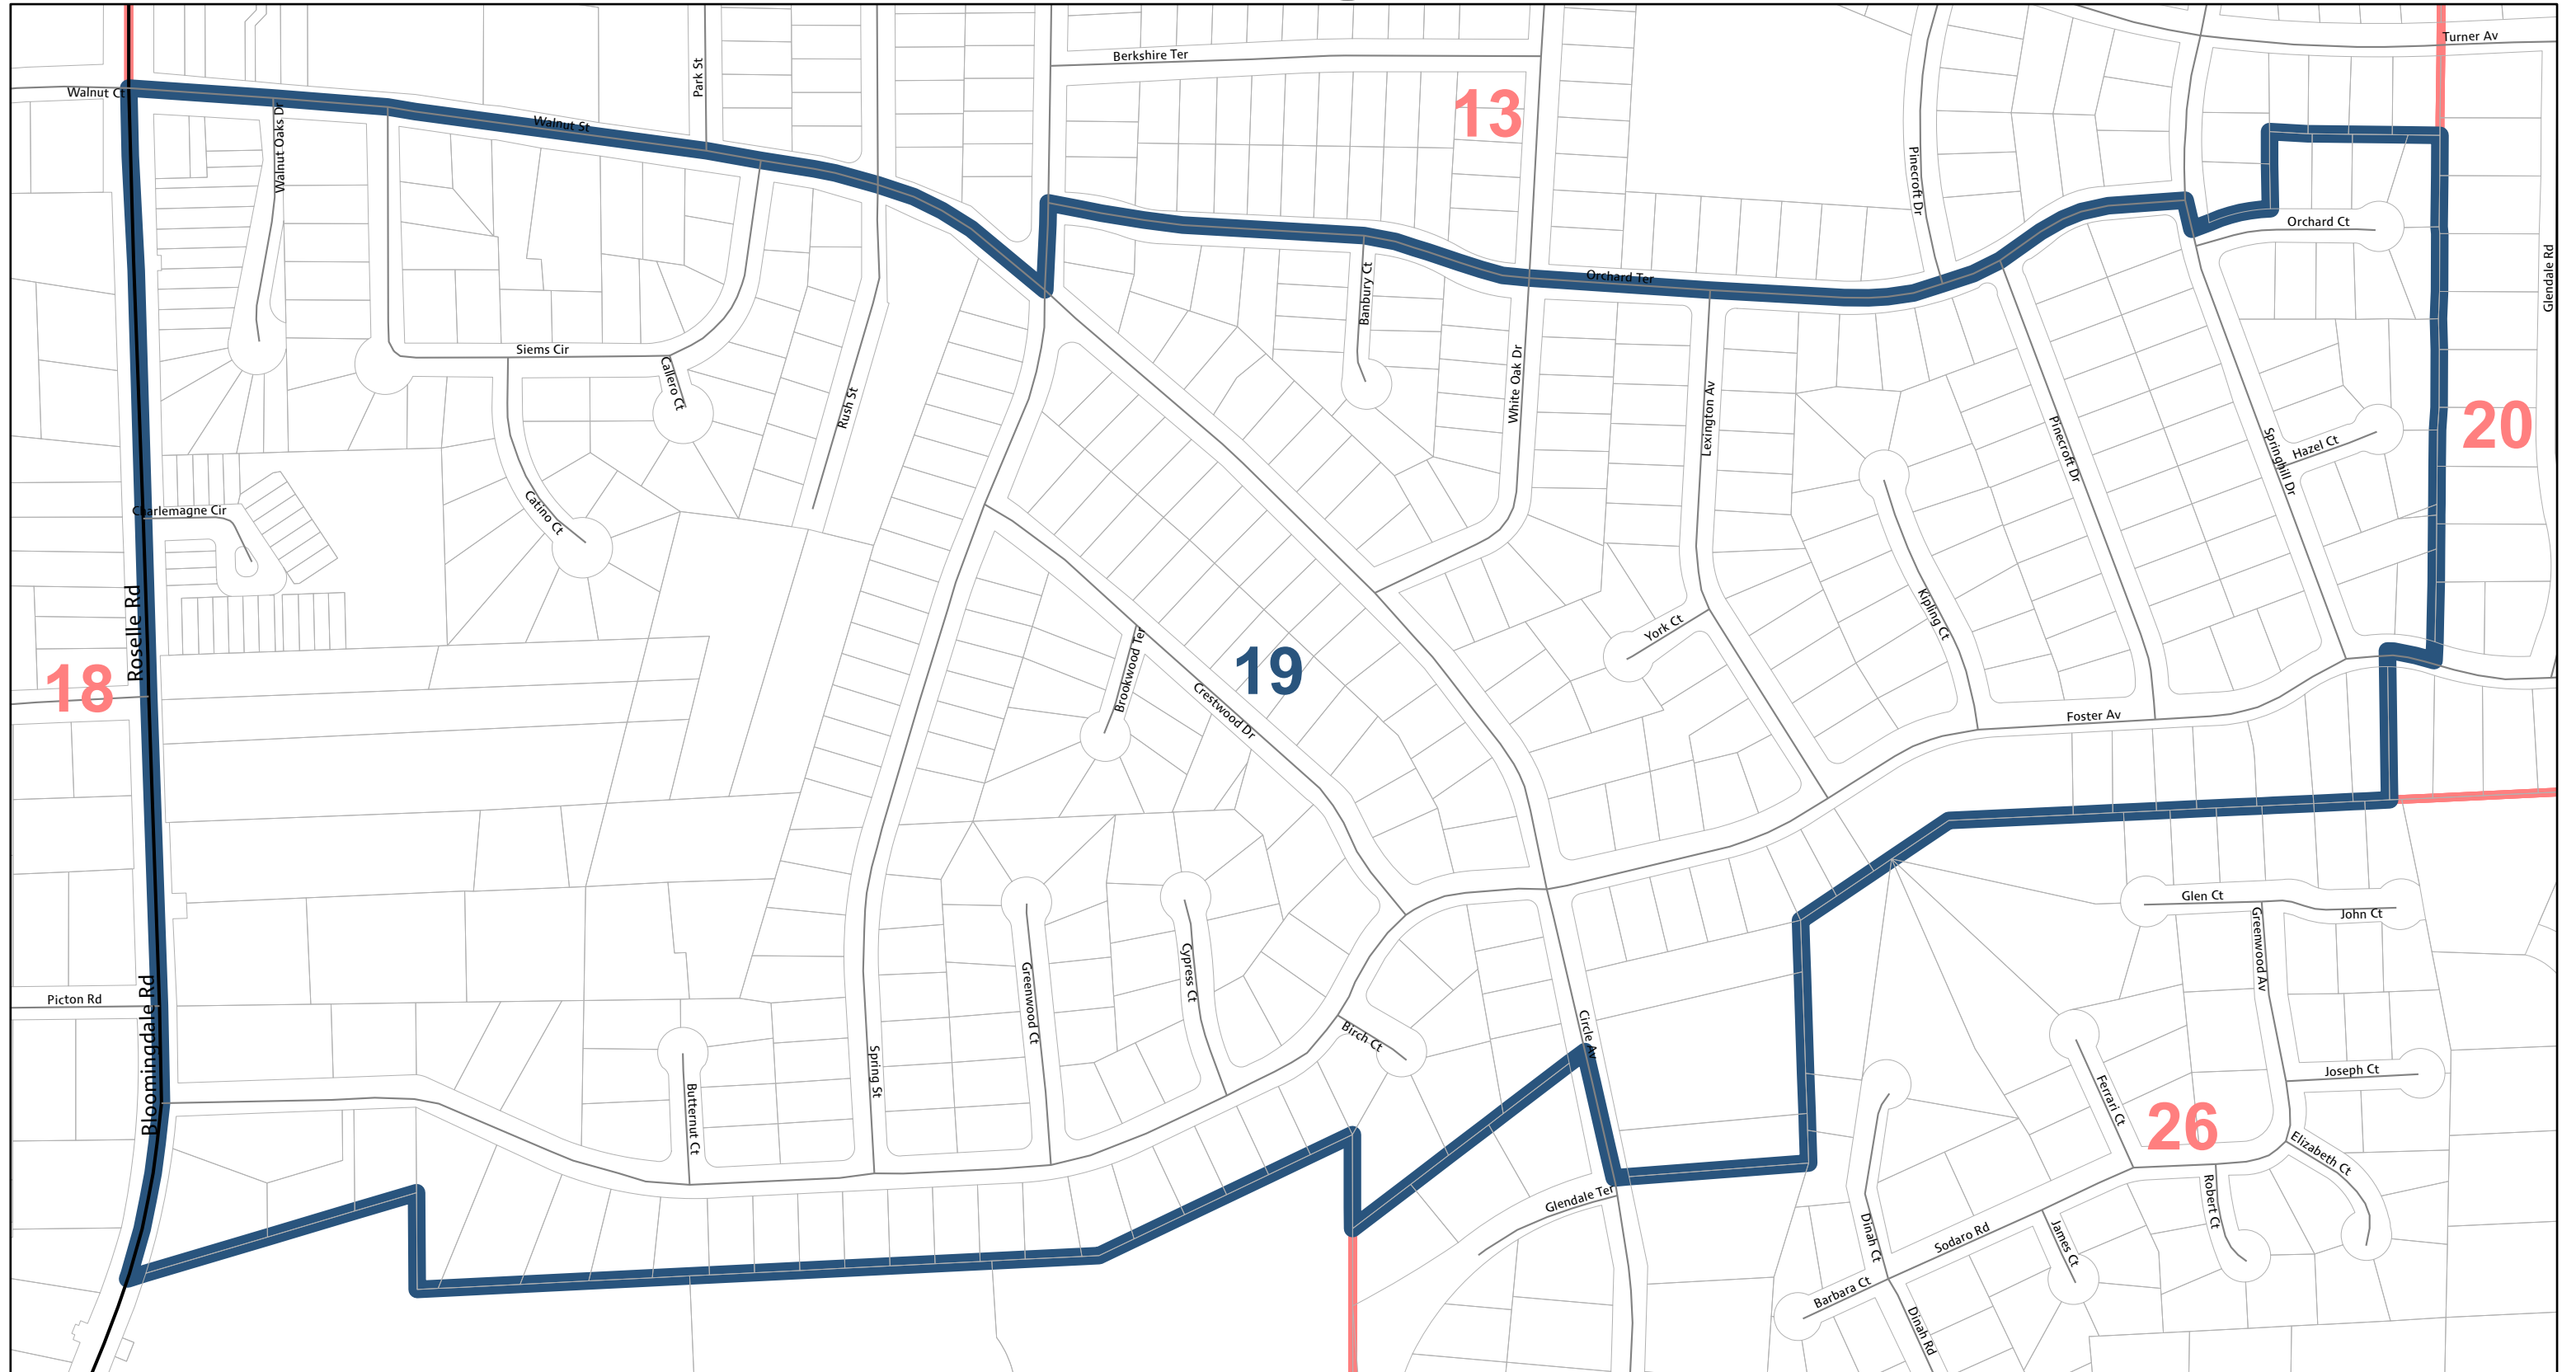 Turner Av
Berkshire Ter
Park St
Walnut Ct
13
Walnut St
Walnut Oaks Dr
Pinecroft Dr
Orchard Ct
Glendale Rd
Orchard Ter
Banbury Ct
Siems Cir
Callero Ct
White Oak Dr
Rush St
Lexington Av
20
Pinecroft Dr
Springhill Dr
Hazel Ct
Charlemagne Cir
Catino Ct
Roselle Rd
York Ct
Kipling Ct
18
Brookwood Ter
19
Crestwood Dr
Foster Av
Glen Ct
John Ct
Greenwood Av
Picton Rd
Bloomingdale Rd
Greenwood Ct
Cypress Ct
Birch Ct
Circle Av
Spring St
Butternut Ct
Joseph Ct
Ferrari Ct
26
Elizabeth Ct
Glendale Ter
Robert Ct
Dinah Ct
Sodaro Rd
James Ct
Barbara Ct
Dinah Rd